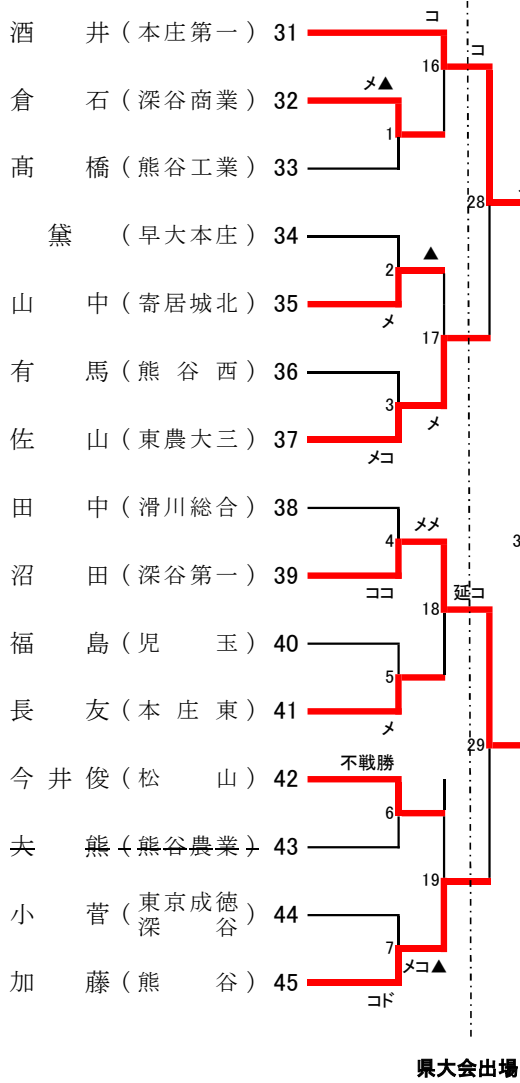 コ
酒井(本庄第一) 31
コ
16
メ▲
倉石(深谷商業) 32
1
髙橋(熊谷工業) 33
28
黛(早大本庄) 34
▲
2
山中(寄居城北) 35
メ
17
有馬(熊谷西) 36
3
メ
佐山(東農大三) 37
メコ
田中(滑川総合) 38
メメ
4
3
沼田(深谷第一) 39
ココ
延コ
18
福島(児玉) 40
5
長友(本庄東) 41
メ
29
不戦勝
今井俊(松山) 42
6
大熊(熊谷農業) 43
19
小菅(東京成徳深谷) 44
7
メコ▲
加藤(熊谷) 45
コド
県大会出場